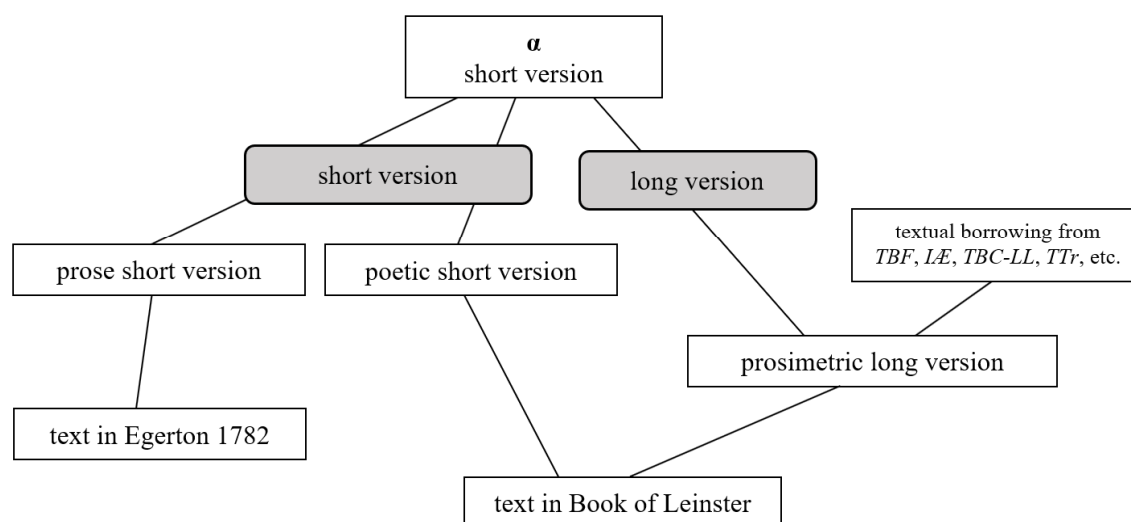 α
short version
short version
long version
textual borrowing from
TBF, IÆ, TBC-LL, TTr, etc.
prose short version
poetic short version
prosimetric long version
text in Egerton 1782
text in Book of Leinster